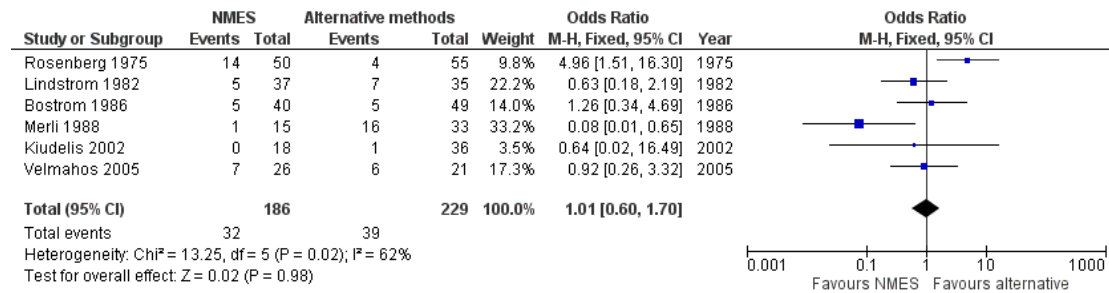 NMES Alternative methods Odds Ratio Odds Ratio
Study or Subgroup Events Total Events Total Weight M-H, Fixed, 95% CI Year M-H, Fixed, 95% CI
Rosenberg 1975 14 50 4 55 9.8% 4.96 [1.51, 16.30] 1975
Lindstrom 1982 5 37 7 35 22.2% 0.63 [0.18, 2.19] 1982
Bostrom 1986 5 40 5 49 14.0% 1.26 [0.34, 4.69] 1986
Merli 1988 1 15 16 33 33.2% 0.08 [0.01, 0.65] 1988
Kiudelis 2002 0 18 1 36 3.5% 0.64 [0.02, 16.49] 2002
Velmahos 2005 7 26 6 21 17.3% 0.92 [0.26, 3.32] 2005
Total (95% CI) 186 229 100.0% 1.01 [0.60, 1.70]
Total events 32 39
Heterogeneity: Chi² = 13.25, df = 5 (P = 0.02); I² = 62%
Test for overall effect: Z = 0.02 (P = 0.98)
0.001 0.1 1 10 1000
Favours NMES Favours alternative